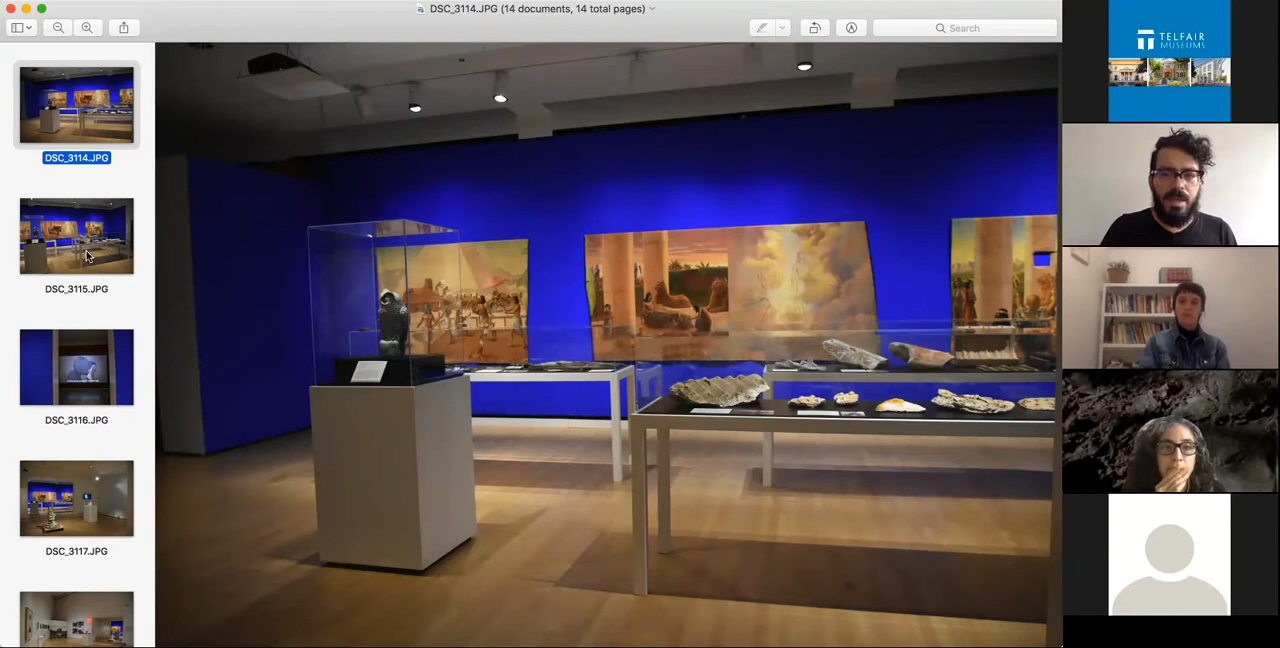 DSC_3114.JPG (14 documents, 14 total pages)
Search
DSC_3114.JPG
DSC_3115.JPG
DSC_3116.JPG
DSC_3117.JPG
TELFAIR
MUSEUMS